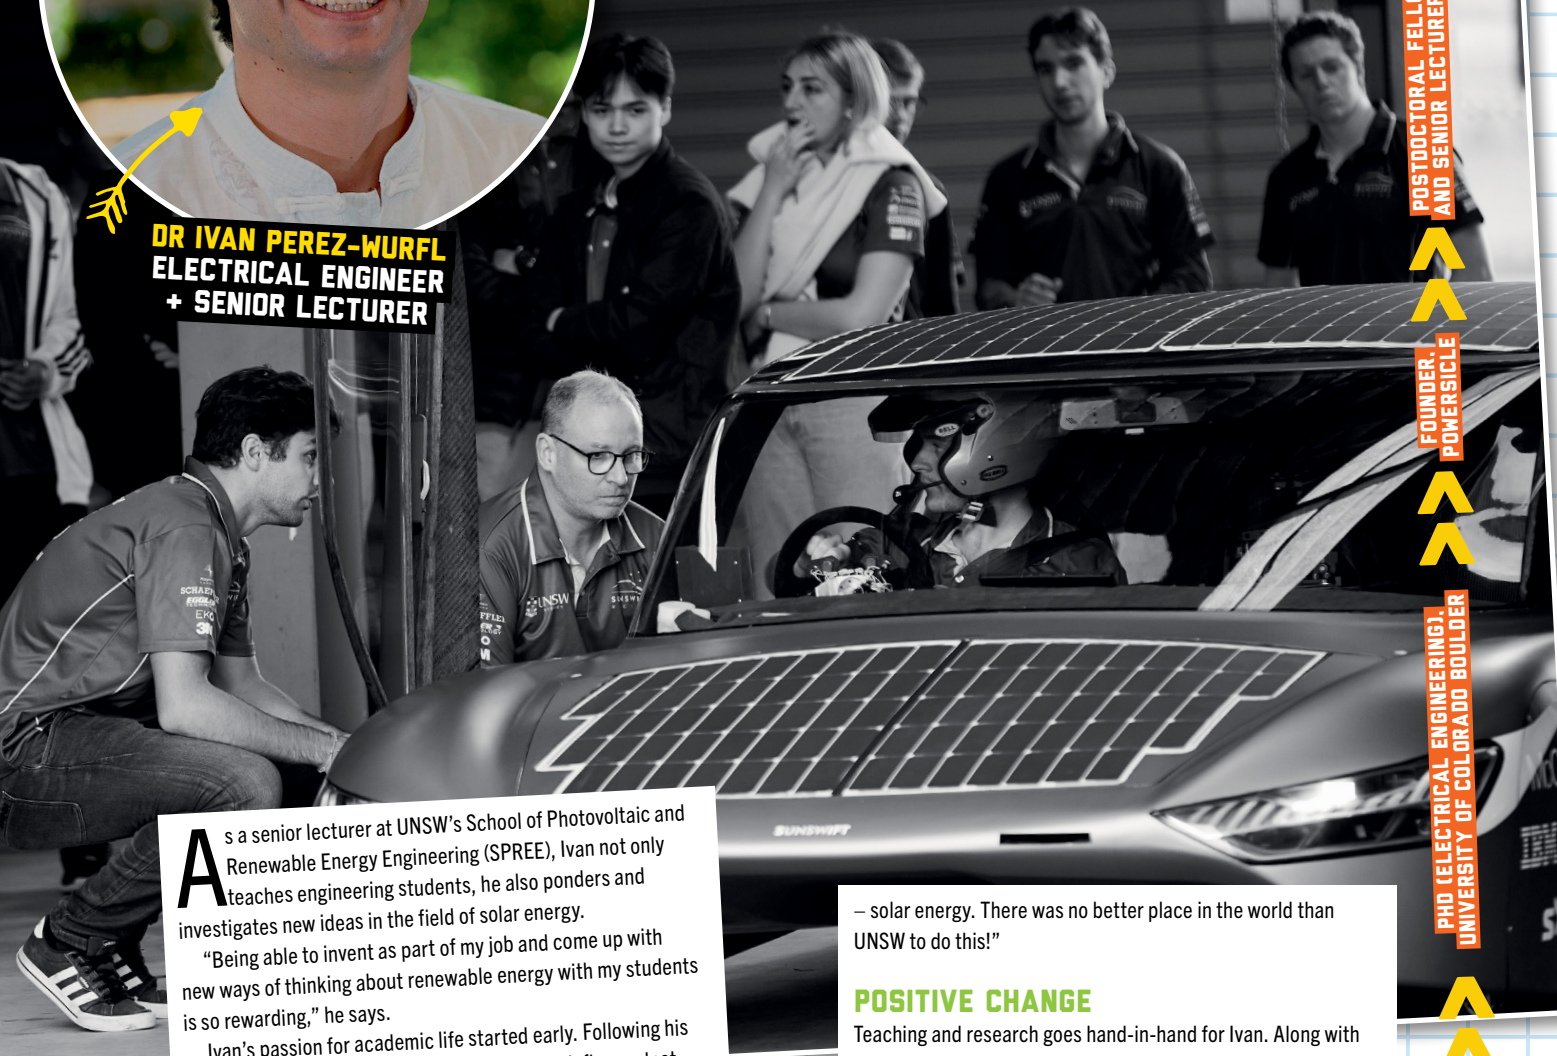 DR IVAN PEREZ-WURFL
ELECTRICAL ENGINEER
+ SENIOR LECTURER
POSTDOCTORAL
AND SENIOR LECTURER
FOUNDER,
POWERSICLE
PHD (ELECTRICAL ENGINEERING),
UNIVERSITY OF COLORADO BOULDER
BELL
UNSW
EKO
3M
SUNSWIFT
As a senior lecturer at UNSW’s School of Photovoltaic and
Renewable Energy Engineering (SPREE), Ivan not only
teaches engineering students, he also ponders and
investigates new ideas in the field of solar energy.
“Being able to invent as part of my job and come up with
new ways of thinking about renewable energy with my students
is so rewarding,” he says.
Ivan’s passion for academic life started early. Following his
– solar energy. There was no better place in the world than
UNSW to do this!”
POSITIVE CHANGE
Teaching and research goes hand-in-hand for Ivan. Along with